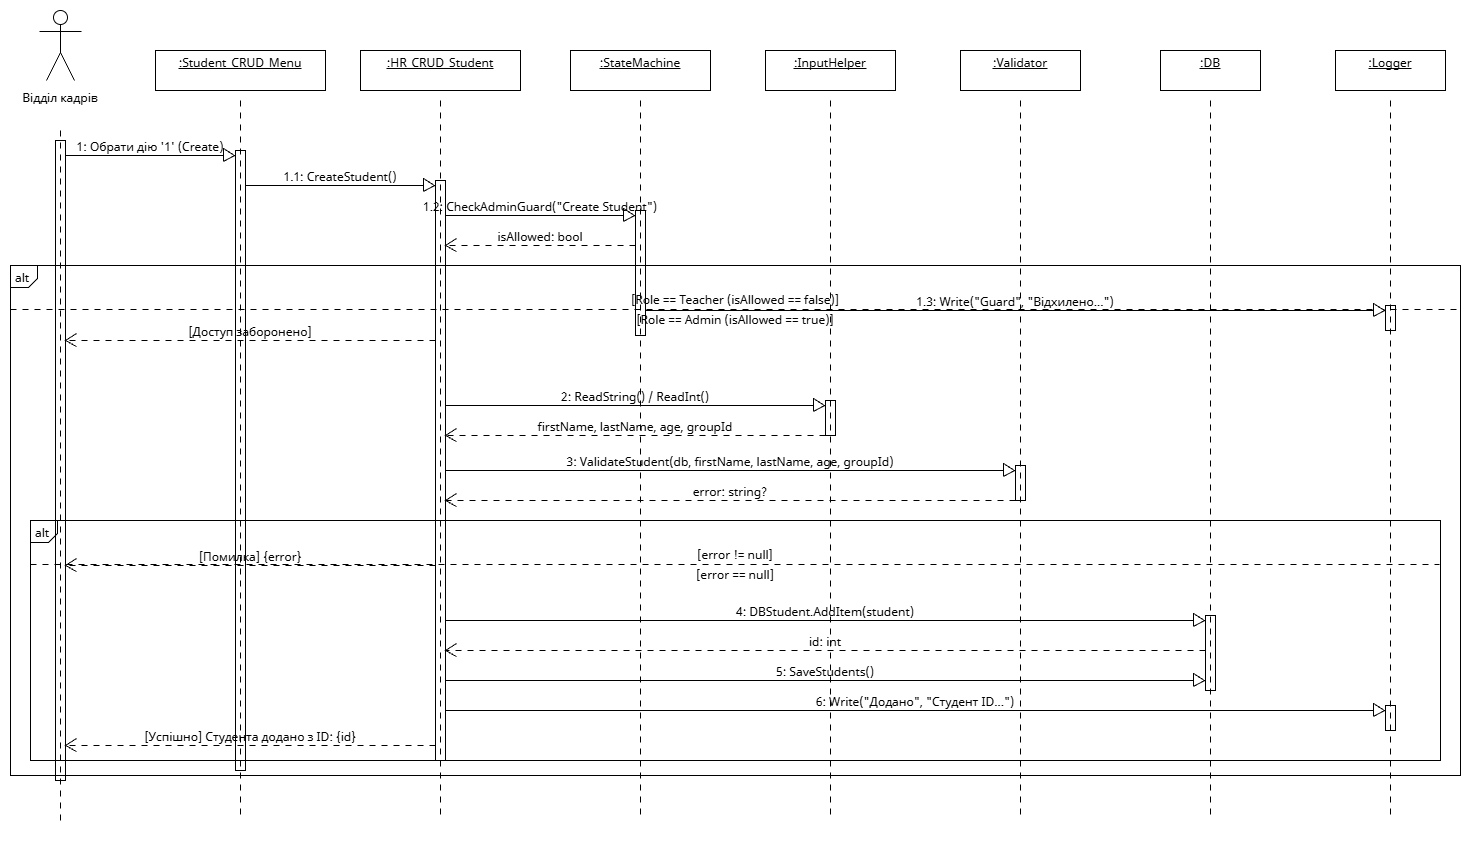 Відділ кадрів
:Student_CRUD_Menu
:HR_CRUD_Student
:StateMachine
:InputHelper
:Validator
:DB
:Logger
1: Обрати дію '1' (Create)
1.1: CreateStudent()
1.2: CheckAdminGuard("Create Student")
isAllowed: bool
alt
[Role == Teacher (isAllowed == false)]
1.3: Write("Guard", "Відхилено...")
[Role == Admin (isAllowed == true)]
[Доступ заборонено]
2: ReadString() / ReadInt()
firstName, lastName, age, groupId
3: ValidateStudent(db, firstName, lastName, age, groupId)
error: string?
alt
[Помилка] {error}
[error != null]
[error == null]
4: DBStudent.AddItem(student)
id: int
5: SaveStudents()
6: Write("Додано", "Студент ID...")
[Успішно] Студента додано з ID: {id}